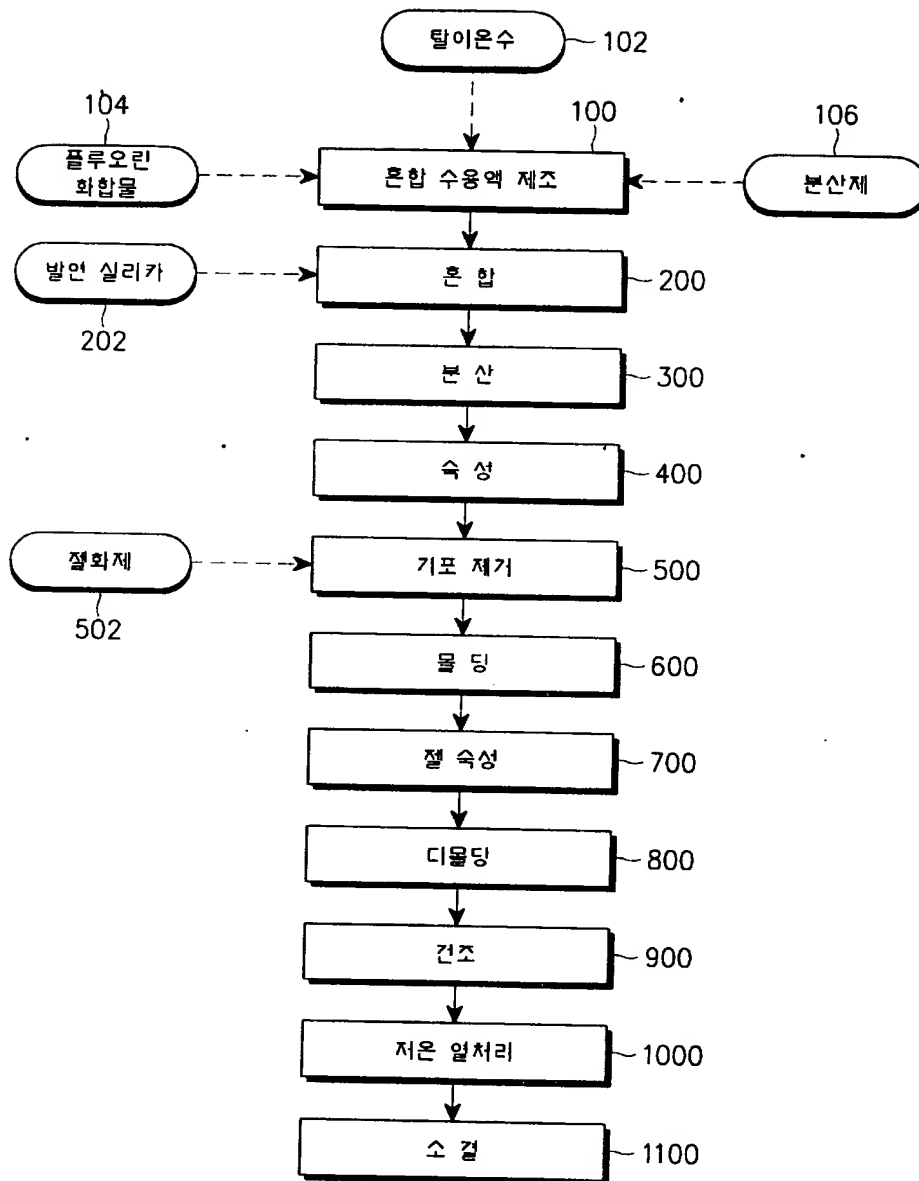 탈이온수
102
104
100
106
플루오린
화합물
혼합 수용액 제조
분산제
발연 실리카
혼 합
200
202
분 산
300
숙 성
400
젤화제
기포 제거
500
502
몰 딩
600
젤 숙성
700
디몰당
800
건조
900
저온 열처리
1000
소 결
1100